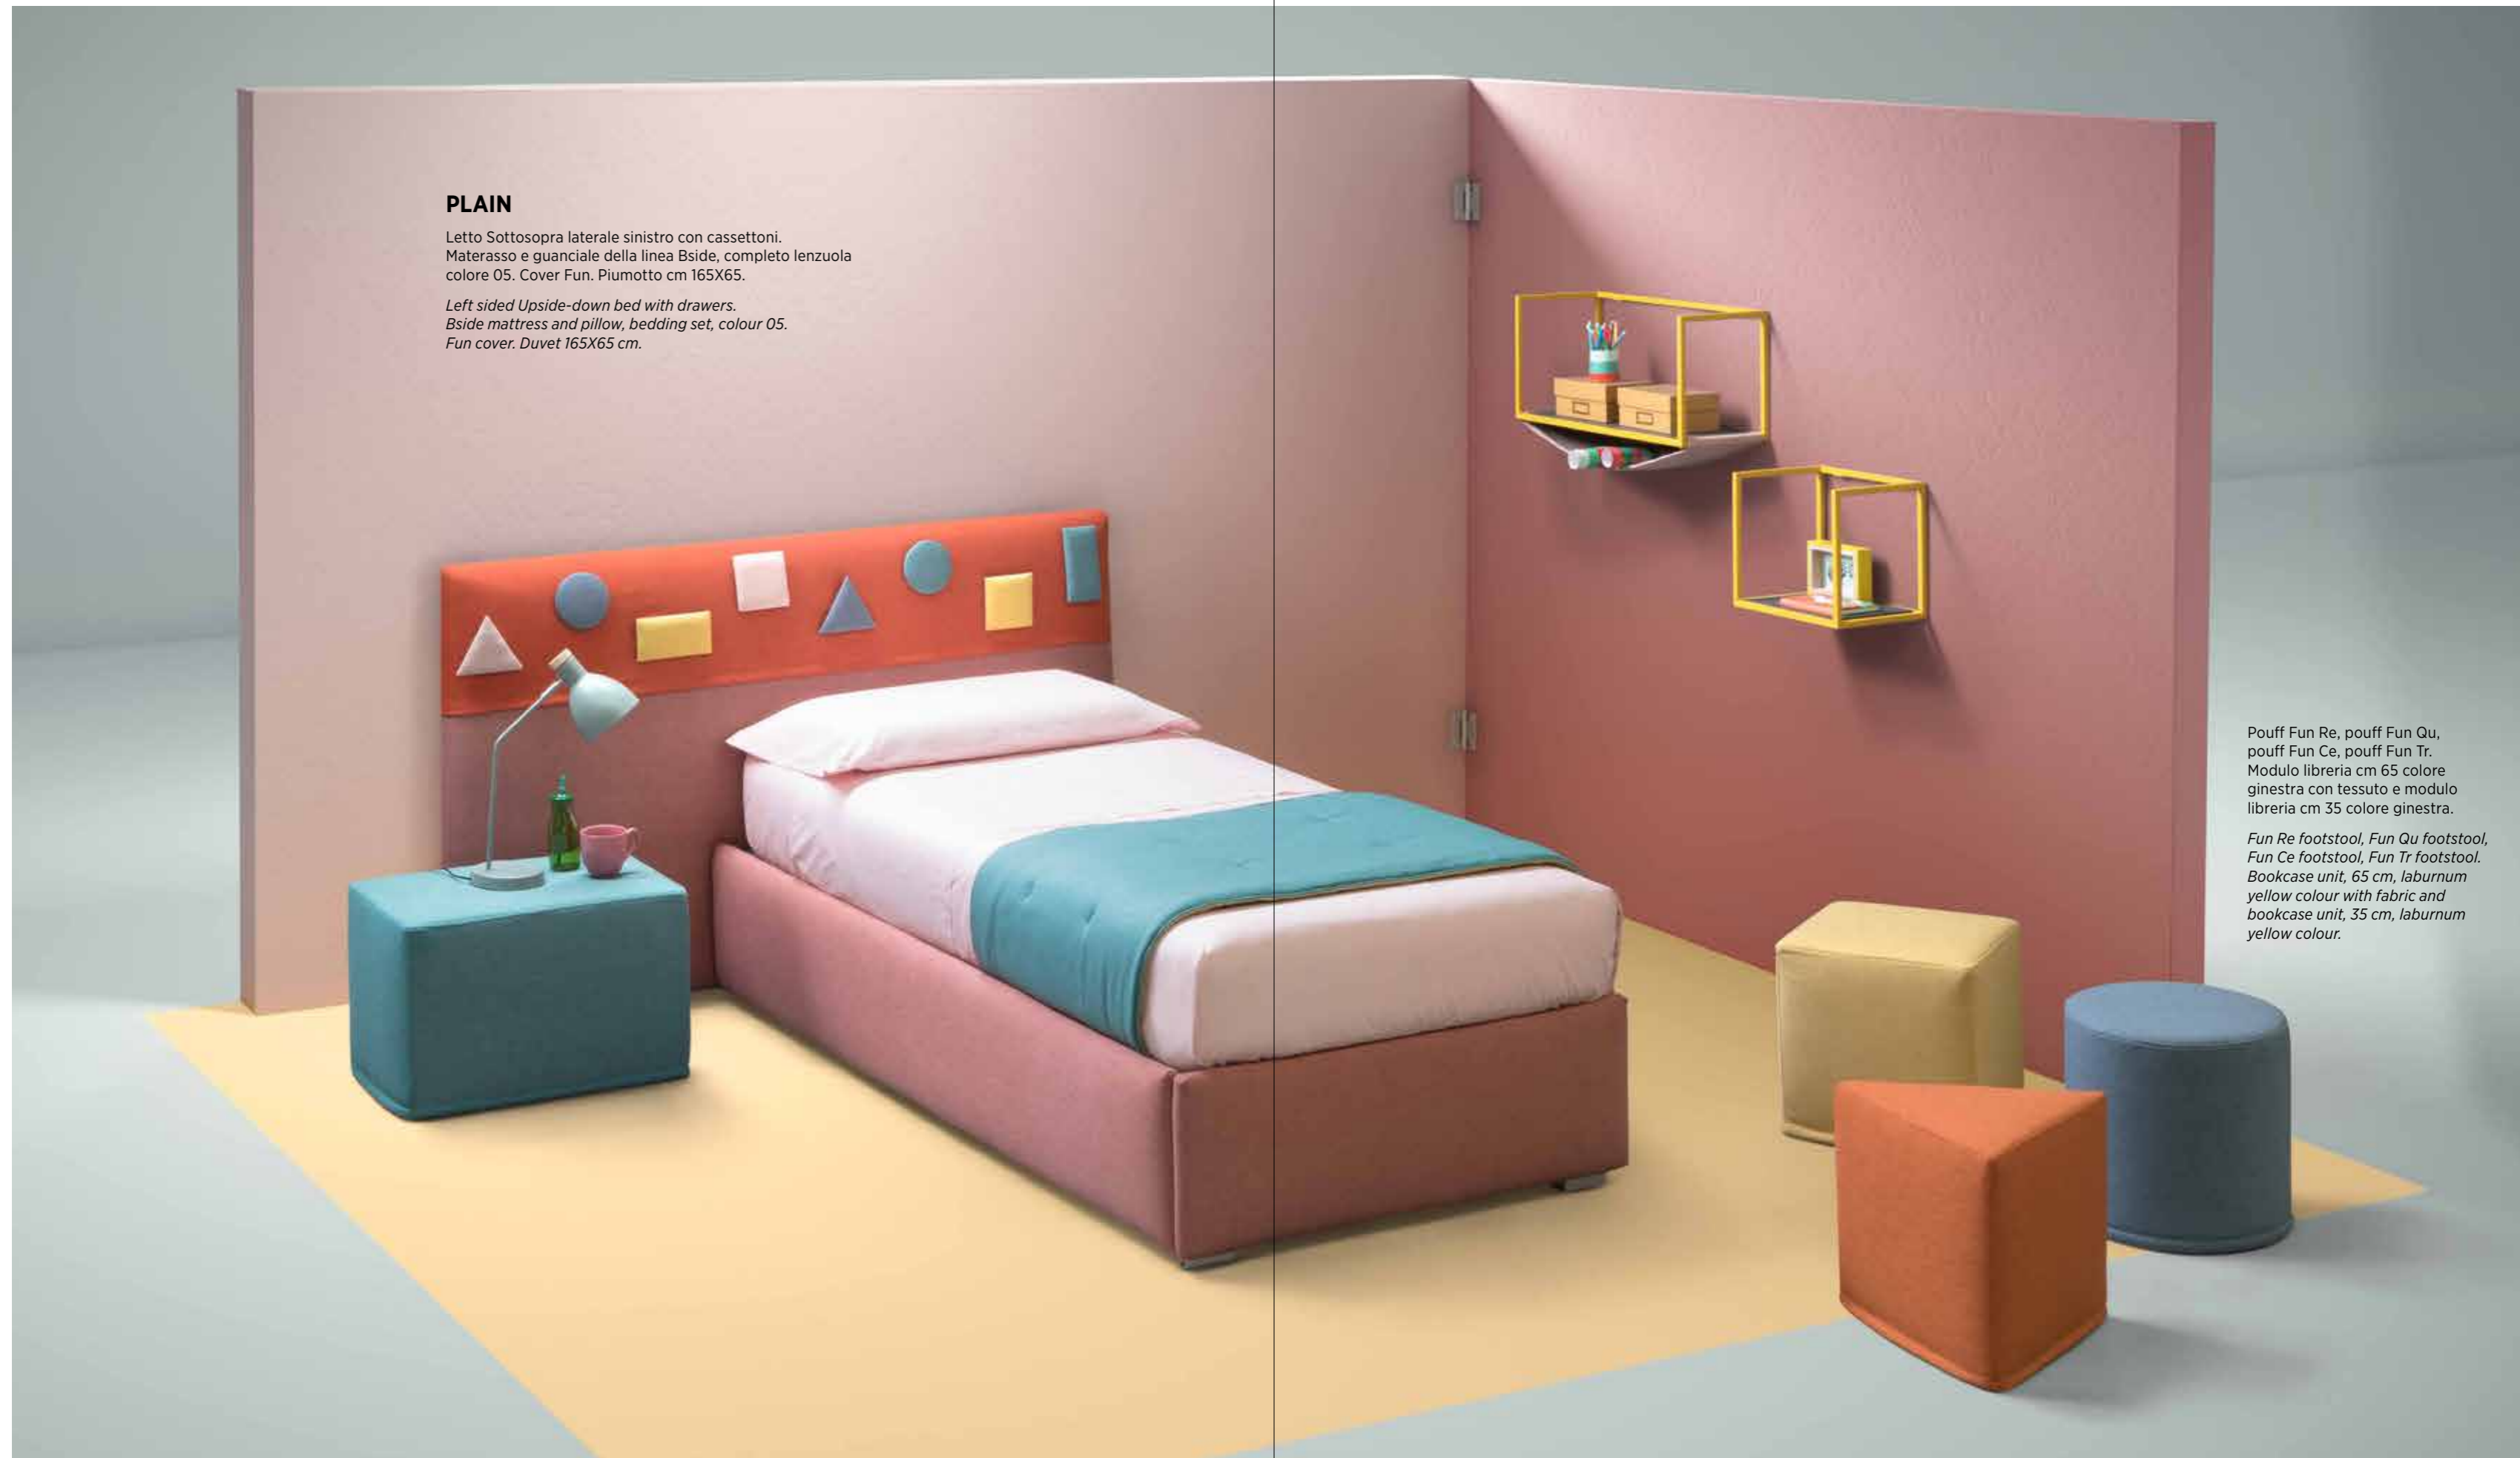 PLAIN
Letto Sottosopra laterale sinistro con cassettoni.
Materasso e guanciale della linea Bside, completo lenzuola
colore 05. Cover Fun. Piumotto cm 165X65.
Left sided Upside-down bed with drawers.
Bside mattress and pillow, bedding set, colour 05.
Fun cover. Duvet 165X65 cm.
Pouff Fun Re, pouff Fun Qu,
pouff Fun Ce, pouff Fun Tr.
Modulo libreria cm 65 colore
ginestra con tessuto e modulo
libreria cm 35 colore ginestra.
Fun Re footstool, Fun Qu footstool,
Fun Ce footstool, Fun Tr footstool.
Bookcase unit, 65 cm, laburnum
yellow colour with fabric and
bookcase unit, 35 cm, laburnum
yellow colour.